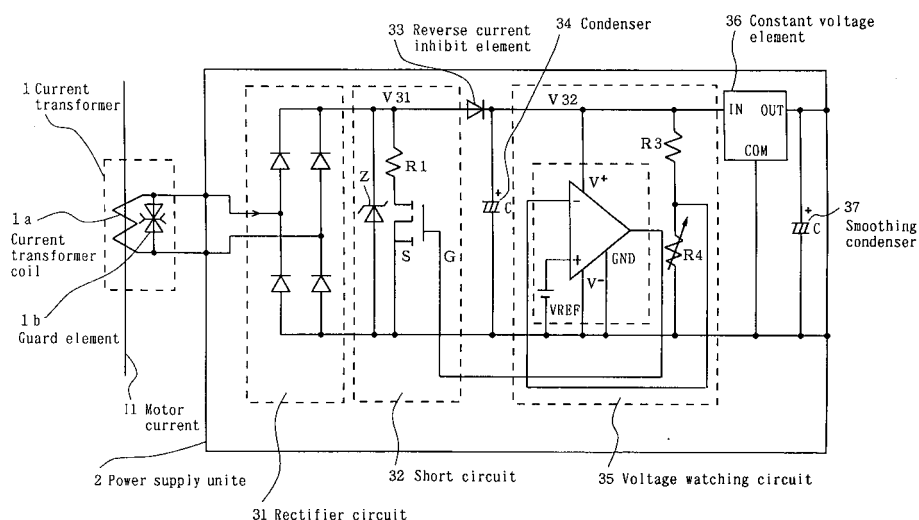 33 Reverse current
inhibit element
34 Condenser
36 Constant voltage
element
1 Current
transformer
V31
V32
IN OUT
COM
R1
R3
Z
V+
−
+
C
C
1a
Current
transformer
coil
S
G
GND
R4
V−
VREF
37
Smoothing
condenser
+
+
1b
Guard element
I1 Motor
current
2 Power supply unite
32 Short circuit
35 Voltage watching circuit
31 Rectifier circuit